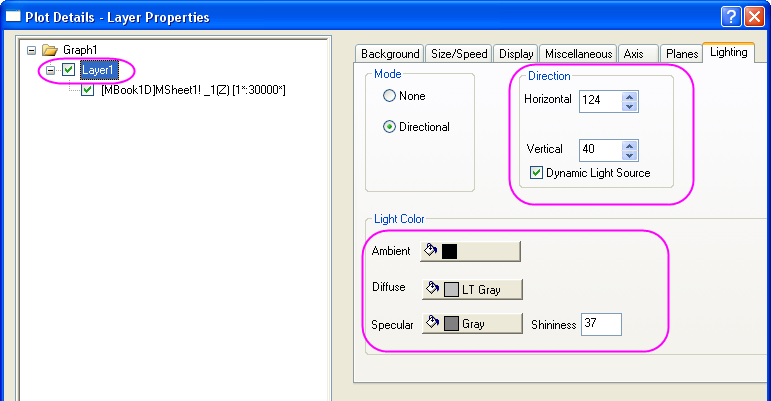 Plot Details - Layer Properties
Graph1
Layer1
[MBook1D]MSheet1! _1(Z) [1*:30000*]
Background Size/Speed Display Miscellaneous Axis Planes Lighting
Mode
None
Directional
Direction
Horizontal 124
Vertical 40
Dynamic Light Source
Light Color
Ambient
Diffuse LT Gray
Specular Gray Shininess 37